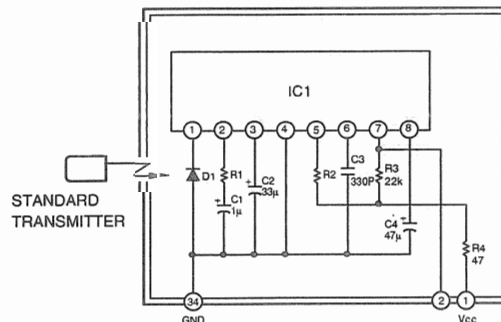 IC1
1 2 3 4 5 6 7 8
D1
R1
C1
1μ
+
C2
33μ
+
R2
C3
330P
R3
22k
C4
47μ
+
R4
47
STANDARD
TRANSMITTER
34
GND
2
1
Vcc